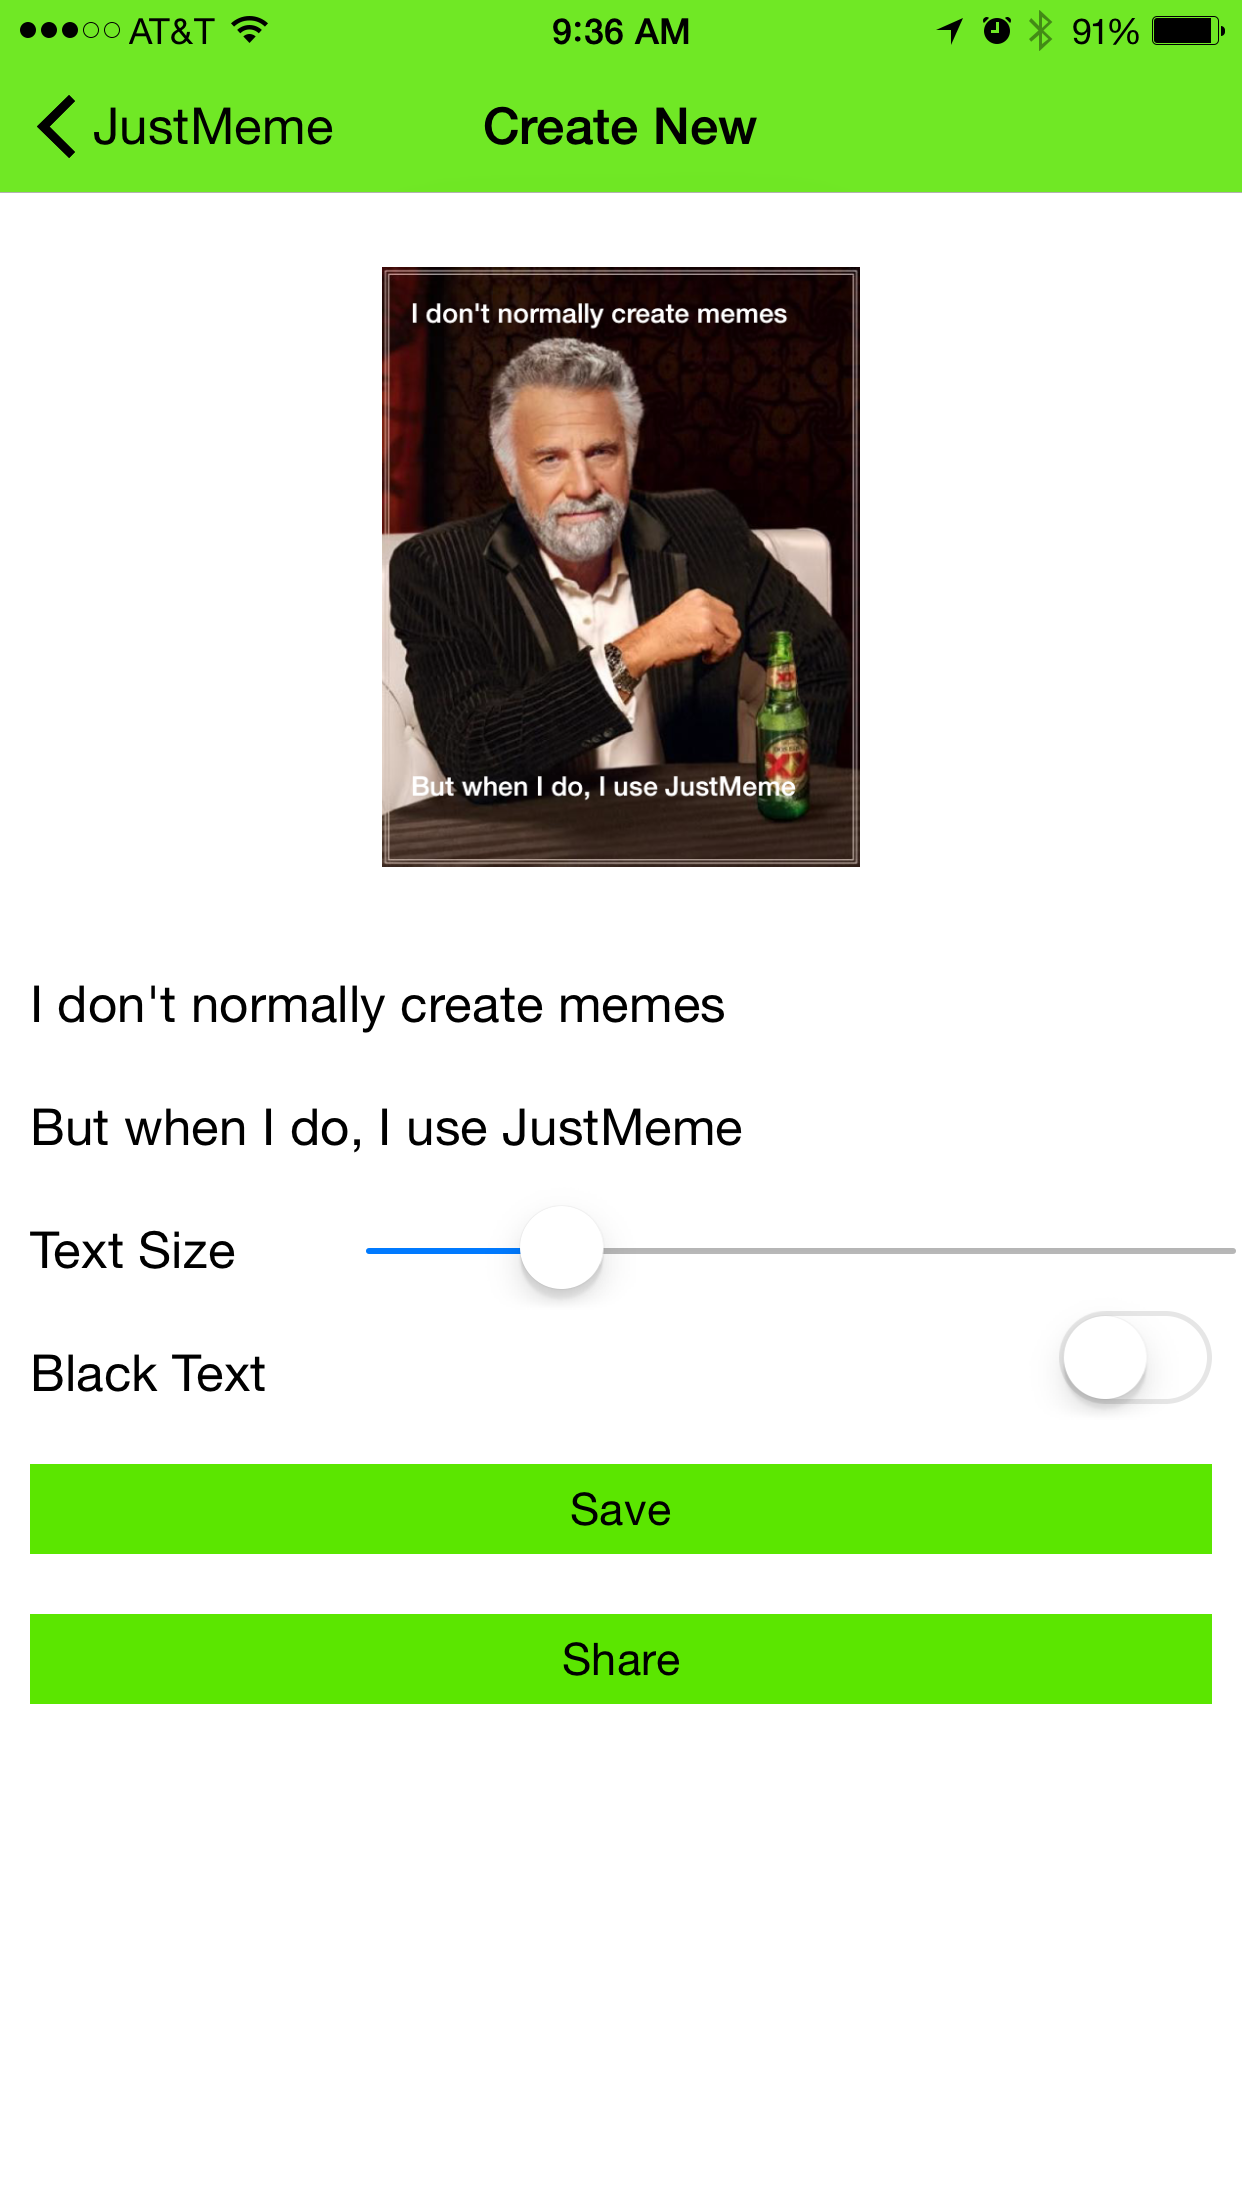 AT&T 9:36 AM 91%
JustMeme Create New
I don't normally create memes
XX
But when I do, I use JustMeme
I don't normally create memes
But when I do, I use JustMeme
Text Size
Black Text
Save
Share